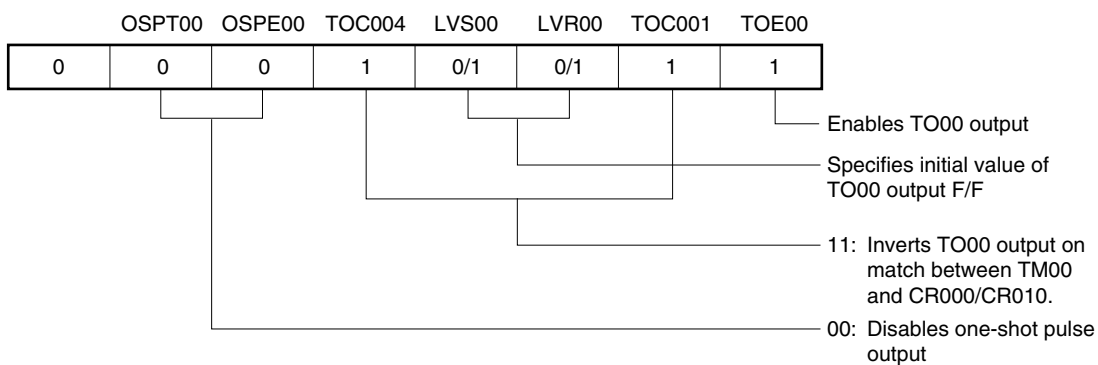 OSPT00 OSPE00 TOC004 LVS00 LVR00 TOC001 TOE00
0 0 0 1 0/1 0/1 1 1
Enables TO00 output
Specifies initial value of
TO00 output F/F
11: Inverts TO00 output on
match between TM00
and CR000/CR010.
00: Disables one-shot pulse
output